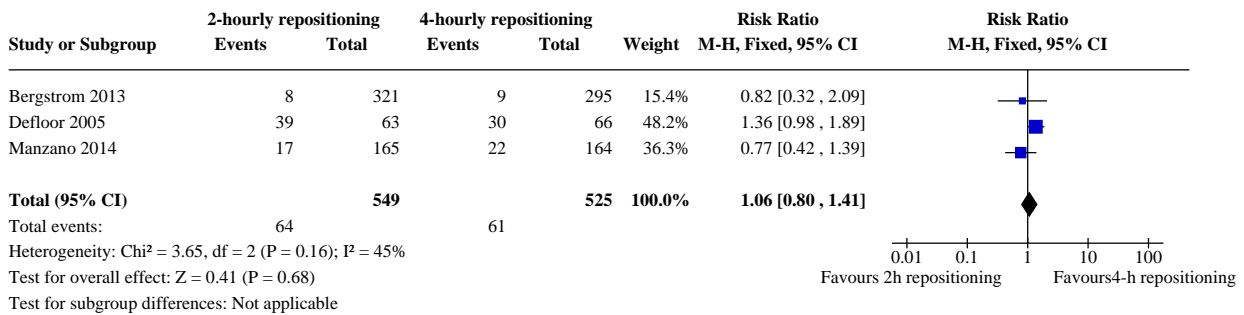 2-hourly repositioning 4-hourly repositioning Risk Ratio Risk Ratio
Study or Subgroup Events Total Events Total Weight M-H, Fixed, 95% CI M-H, Fixed, 95% CI
Bergstrom 2013 8 321 9 295 15.4% 0.82 [0.32 , 2.09]
Defloor 2005 39 63 30 66 48.2% 1.36 [0.98 , 1.89]
Manzano 2014 17 165 22 164 36.3% 0.77 [0.42 , 1.39]
Total (95% CI) 549 525 100.0% 1.06 [0.80 , 1.41]
Total events: 64 61
Heterogeneity: Chi² = 3.65, df = 2 (P = 0.16); I² = 45%
0.01 0.1 1 10 100
Test for overall effect: Z = 0.41 (P = 0.68)
Favours 2h repositioning Favours4-h repositioning
Test for subgroup differences: Not applicable